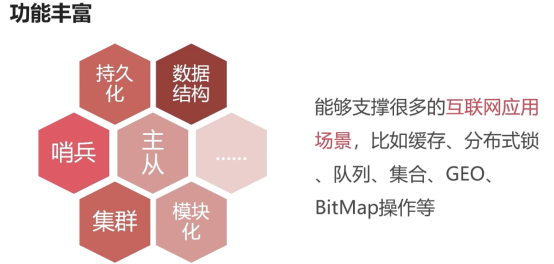 功能丰富
持久
化
数据
结构
哨兵
主
从
......
集群
模块
化
能够支撑很多的互联网应用
场景，比如缓存、分布式锁
、队列、集合、GEO、
BitMap操作等